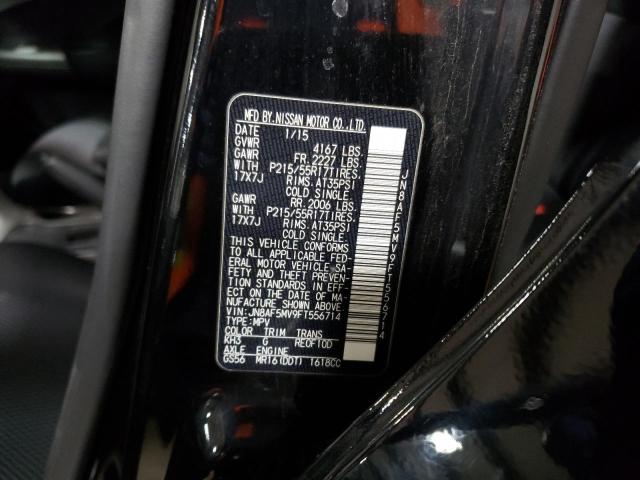 MFD BY.NISSAN MOTOR CO.,LTD.
DATE 1/15
GVWR 4167 LBS.
GAWR FR.2227 LBS.
WITH P215/55R17TIRES.
17X7J RIMS.AT35PSI
COLD SINGLE.
GAWR RR.2006 LBS.
WITH P215/55R17TIRES.
17X7J RIMS.AT35PSI
COLD SINGLE.
THIS VEHICLE CONFORMS
TO ALL APPLICABLE FED-
ERAL MOTOR VEHICLE SA-
FETY AND THEFT PREVEN-
TION STANDARDS IN EFF-
ECT ON THE DATE OF MA-
NUFACTURE SHOWN ABOVE
VIN:JN8AF5MV9FT556714
TYPE:MPV
COLOR TRIM TRANS
KH3 G RE0F10D
AXLE ENGINE
GS56 MR16(DDT) 1618CC
JN8AF5MV9FT556714